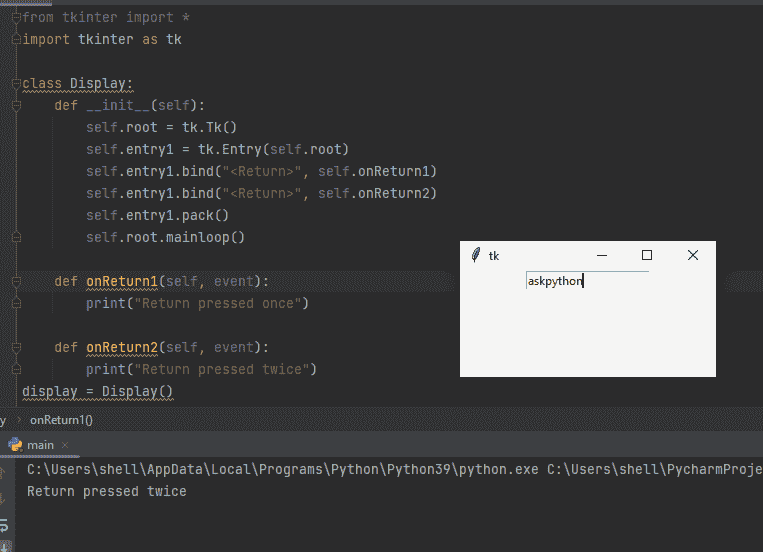 from tkinter import *
import tkinter as tk
class Display:
    def __init__(self):
        self.root = tk.Tk()
        self.entry1 = tk.Entry(self.root)
        self.entry1.bind("<Return>", self.onReturn1)
        self.entry1.bind("<Return>", self.onReturn2)
        self.entry1.pack()
        self.root.mainloop()
tk
askpython
    def onReturn1(self, event):
        print("Return pressed once")
    def onReturn2(self, event):
        print("Return pressed twice")
display = Display()
y › onReturn1()
main ×
C:\Users\shell\AppData\Local\Programs\Python\Python39\python.exe C:\Users\shell\PycharmProje
Return pressed twice